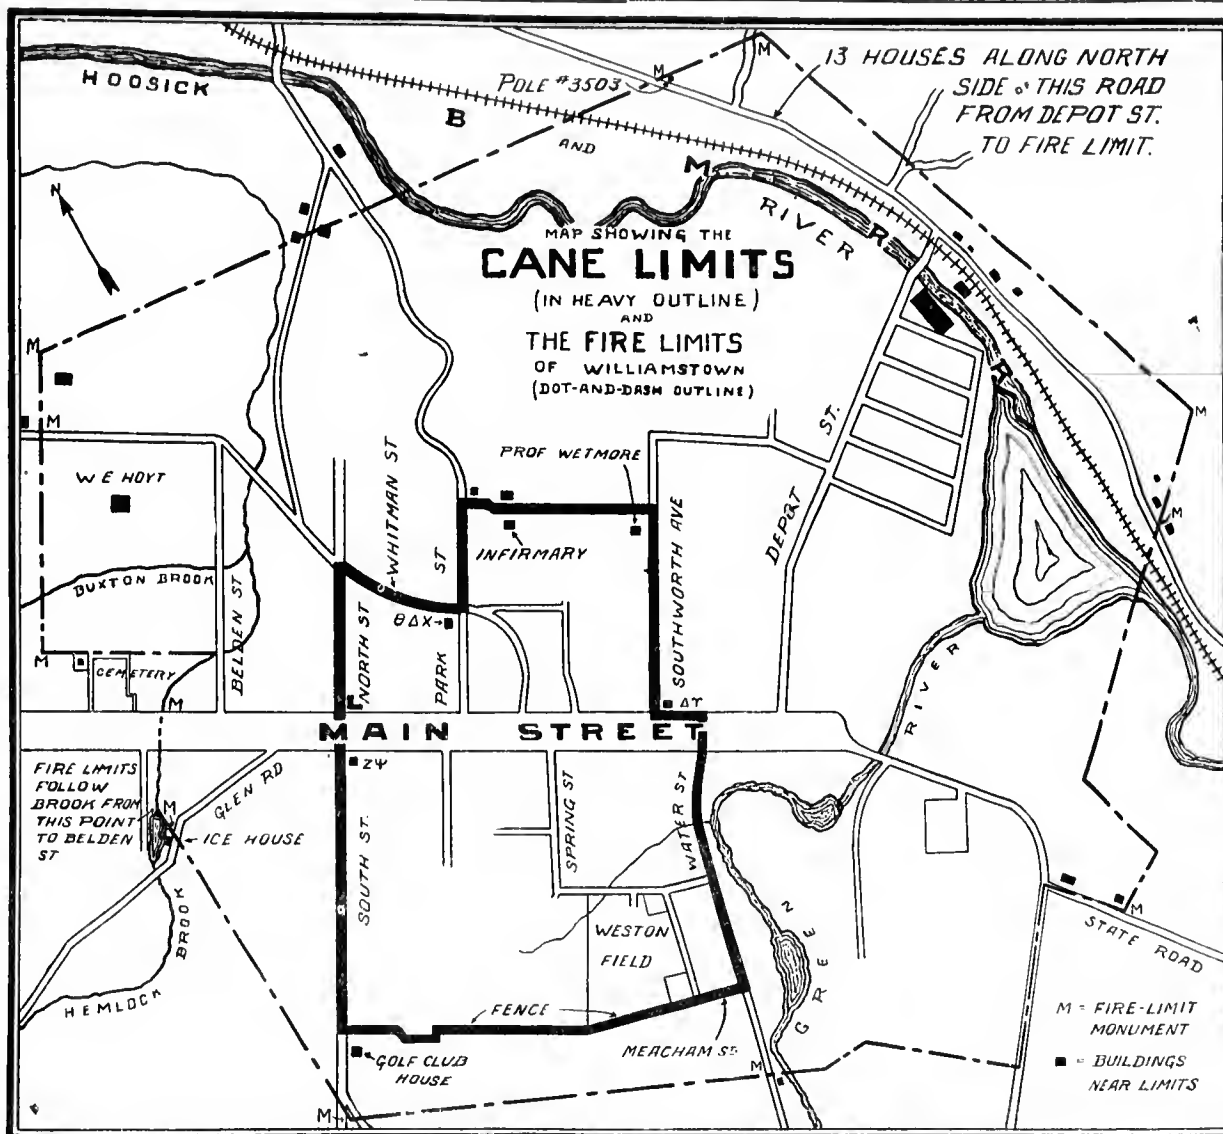 HOOSICK
POLE #3503
13 HOUSES ALONG NORTH
SIDE OF THIS ROAD
FROM DEPOT ST.
TO FIRE LIMIT.
B
AND
M
RIVER
R
R
N
MAP SHOWING THE
CANE LIMITS
(IN HEAVY OUTLINE)
AND
THE FIRE LIMITS
OF WILLIAMSTOWN
(DOT-AND-DASH OUTLINE)
M
M
M
M
M
M
M
M
M
M
M
M
W E HOYT
PROF WETMORE
WHITMAN ST
INFIRMARY
DEPOT ST.
BUXTON BROOK
BELDEN ST
NORTH ST
PARK ST
ΘΔΧ
SOUTHWORTH AVE
CEMETERY
ΔΥ
RIVER
MAIN STREET
FIRE LIMITS
FOLLOW
BROOK FROM
THIS POINT
TO BELDEN
ST
GLEN RD
ICE HOUSE
ΖΨ
SOUTH ST.
SPRING ST
WATER ST
BROOK
HEMLOCK
WESTON
FIELD
GREEN
STATE ROAD
FENCE
MEACHAM ST.
GOLF CLUB
HOUSE
M = FIRE-LIMIT
MONUMENT
■ = BUILDINGS
NEAR LIMITS